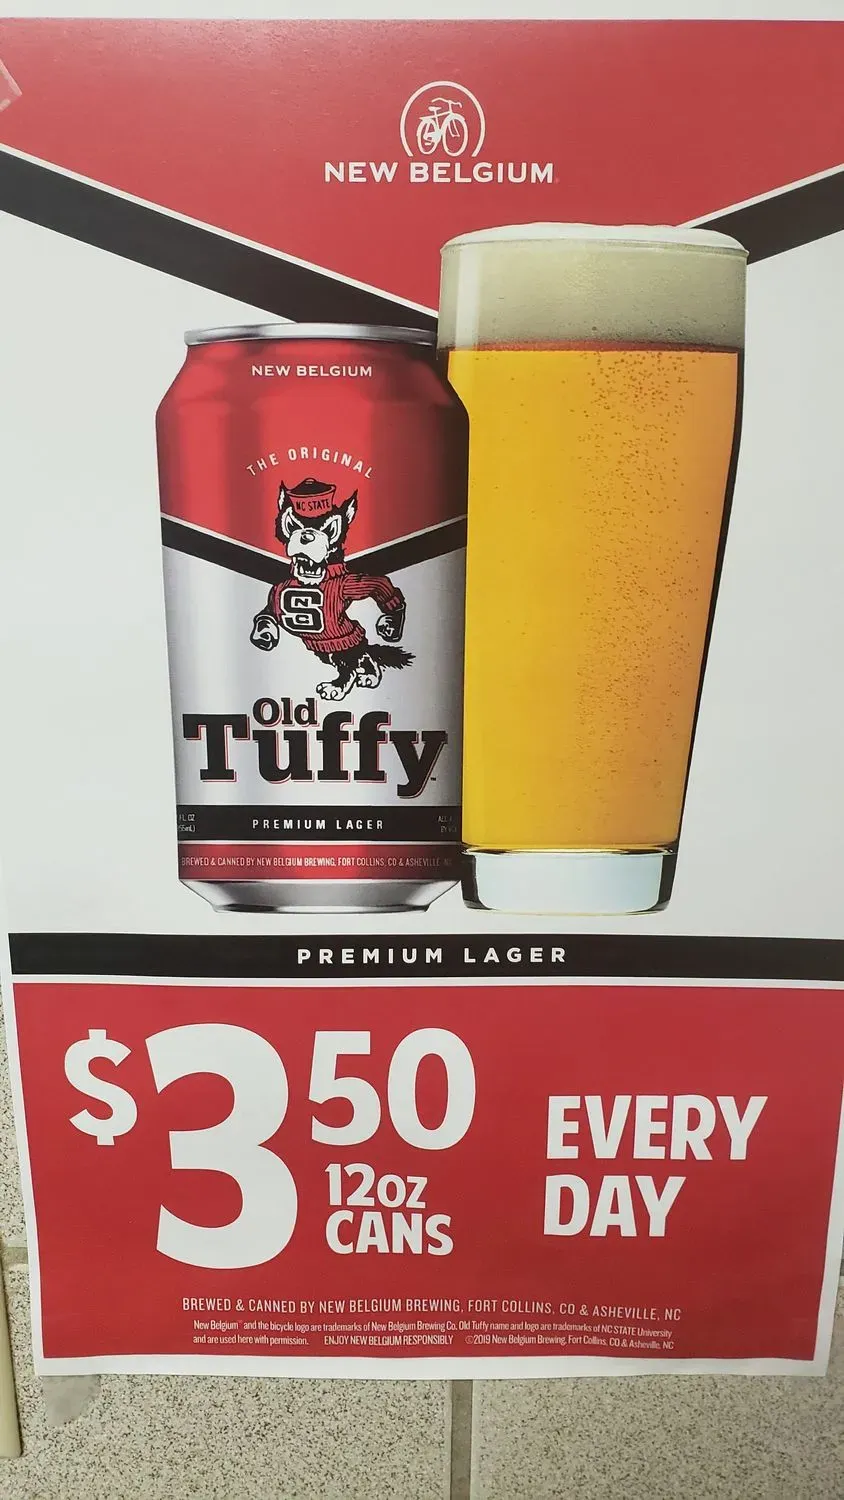 NEW BELGIUM
NEW BELGIUM
THE ORIGINAL
NC STATE
NCS
Old
Tuffy™
FL. OZ
PREMIUM LAGER
BREWED & CANNED BY NEW BELGIUM BREWING, FORT COLLINS, CO & ASHEVILLE, NC
PREMIUM LAGER
$3 50
12oz
CANS
EVERY
DAY
BREWED & CANNED BY NEW BELGIUM BREWING, FORT COLLINS, CO & ASHEVILLE, NC
New Belgium® and the bicycle logo are trademarks of New Belgium Brewing Co. Old Tuffy name and logo are trademarks of NC STATE University
and are used here with permission. ENJOY NEW BELGIUM RESPONSIBLY ©2019 New Belgium Brewing, Fort Collins, CO & Asheville, NC